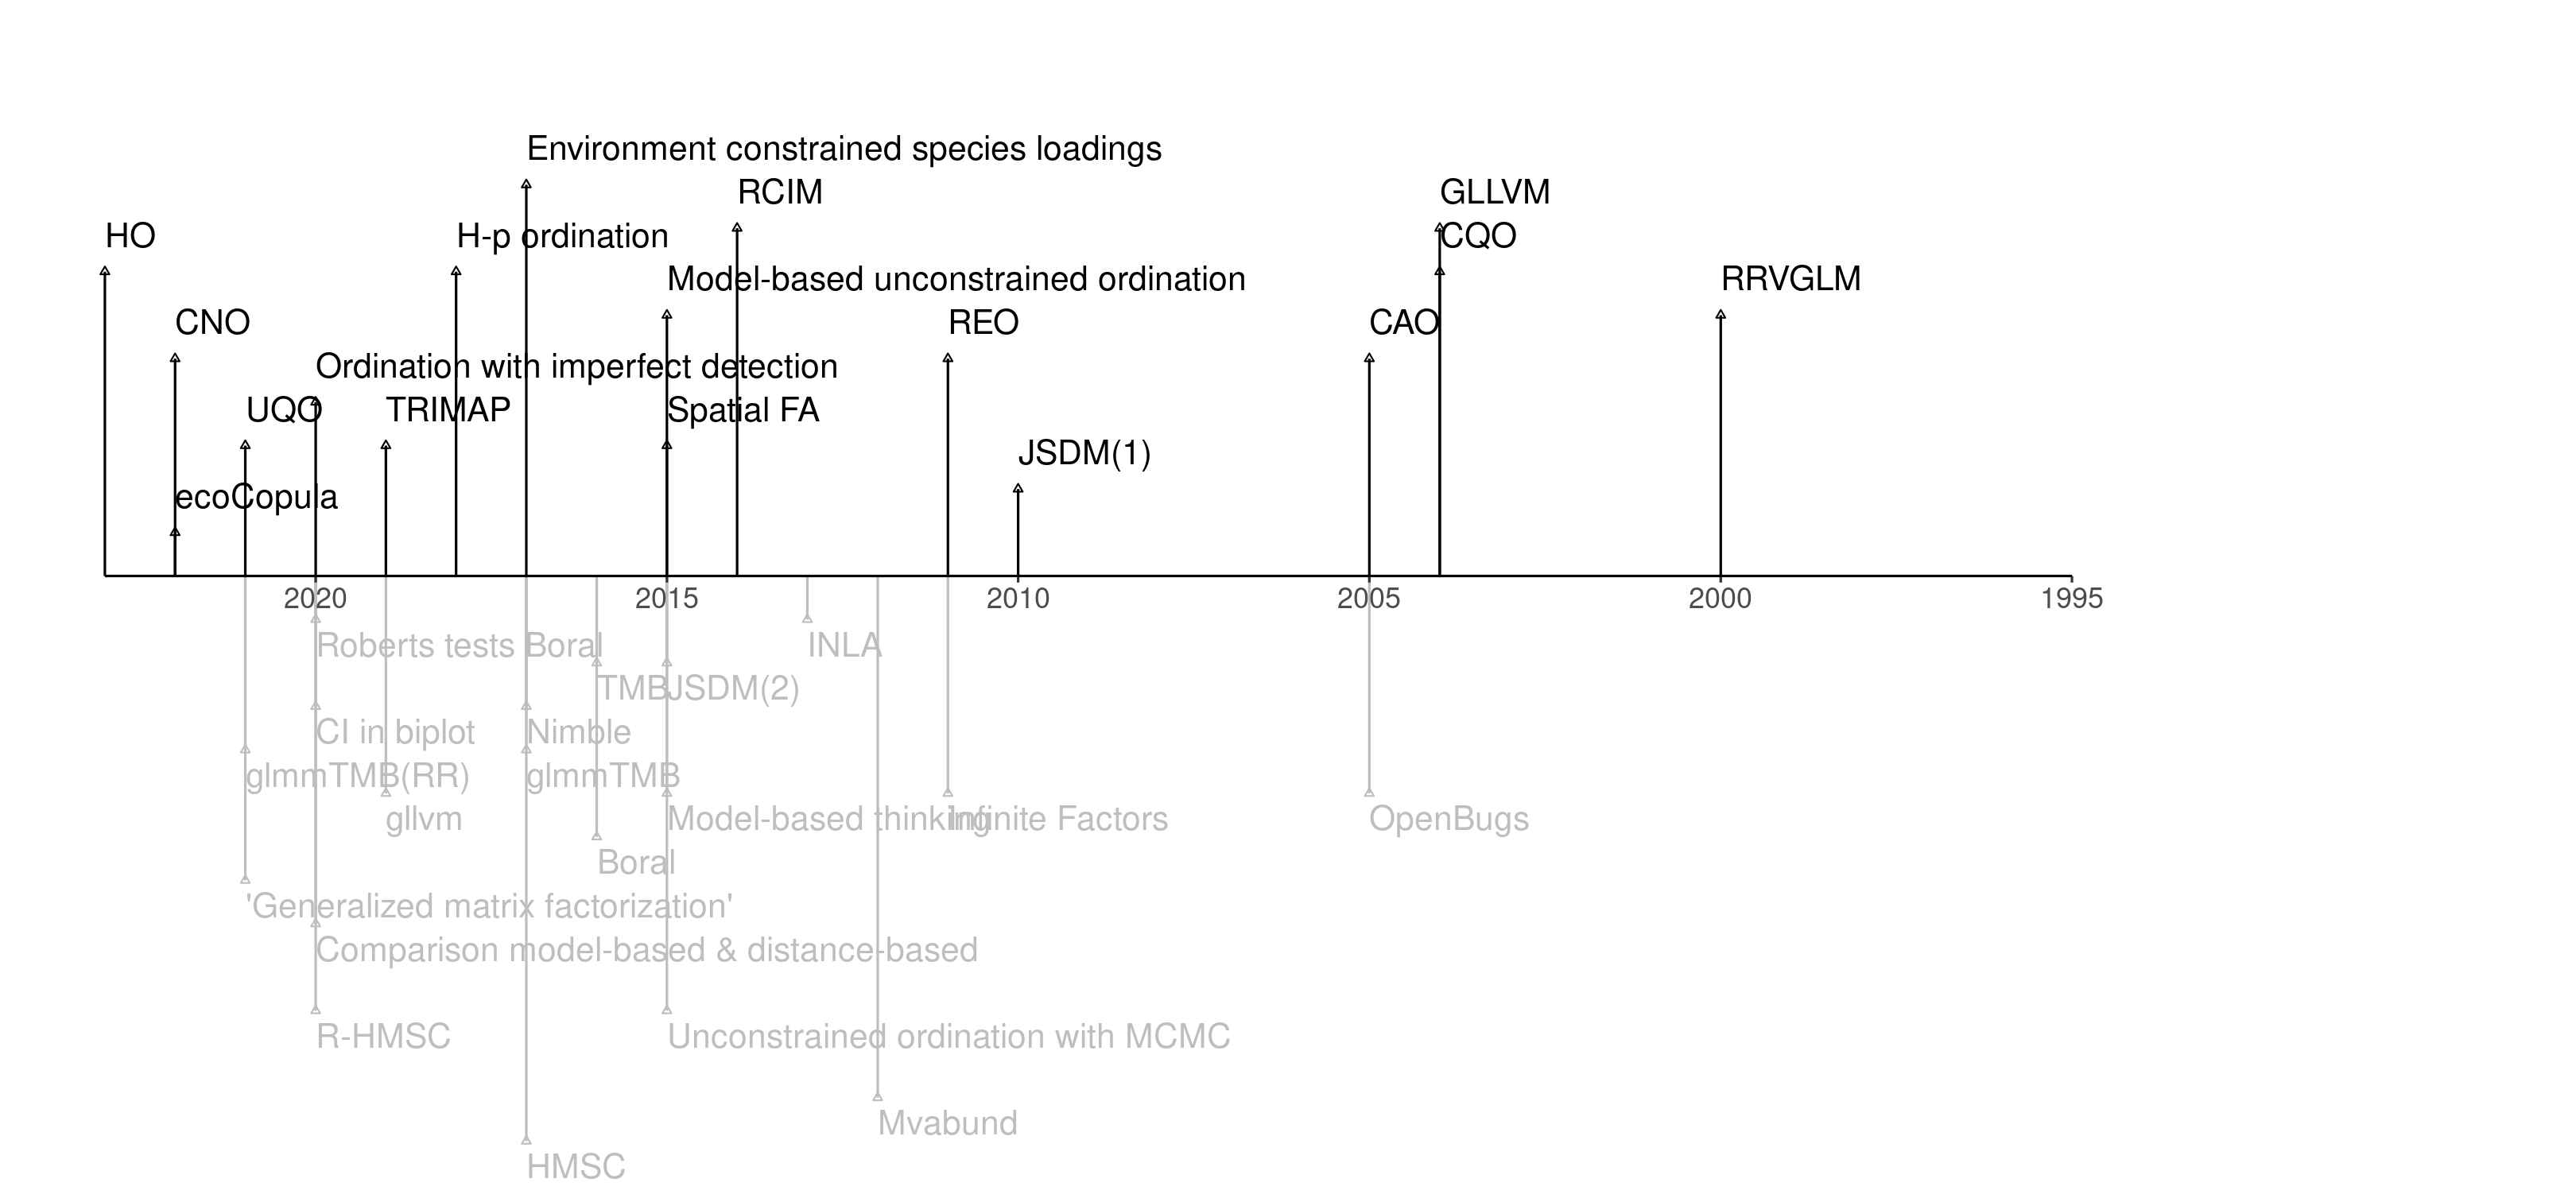 Environment constrained species loadings
RCIM
GLLVM
HO
H-p ordination
CQO
Model-based unconstrained ordination
RRVGLM
CNO
REO
CAO
Ordination with imperfect detection
UQO
TRIMAP
Spatial FA
JSDM(1)
ecoCopula
2020
2015
2010
2005
2000
1995
Roberts tests Boral
INLA
TMB
JSDM(2)
CI in biplot
Nimble
glmmTMB(RR)
glmmTMB
gllvm
Model-based thinking
Infinite Factors
OpenBugs
Boral
'Generalized matrix factorization'
Comparison model-based & distance-based
R-HMSC
Unconstrained ordination with MCMC
Mvabund
HMSC